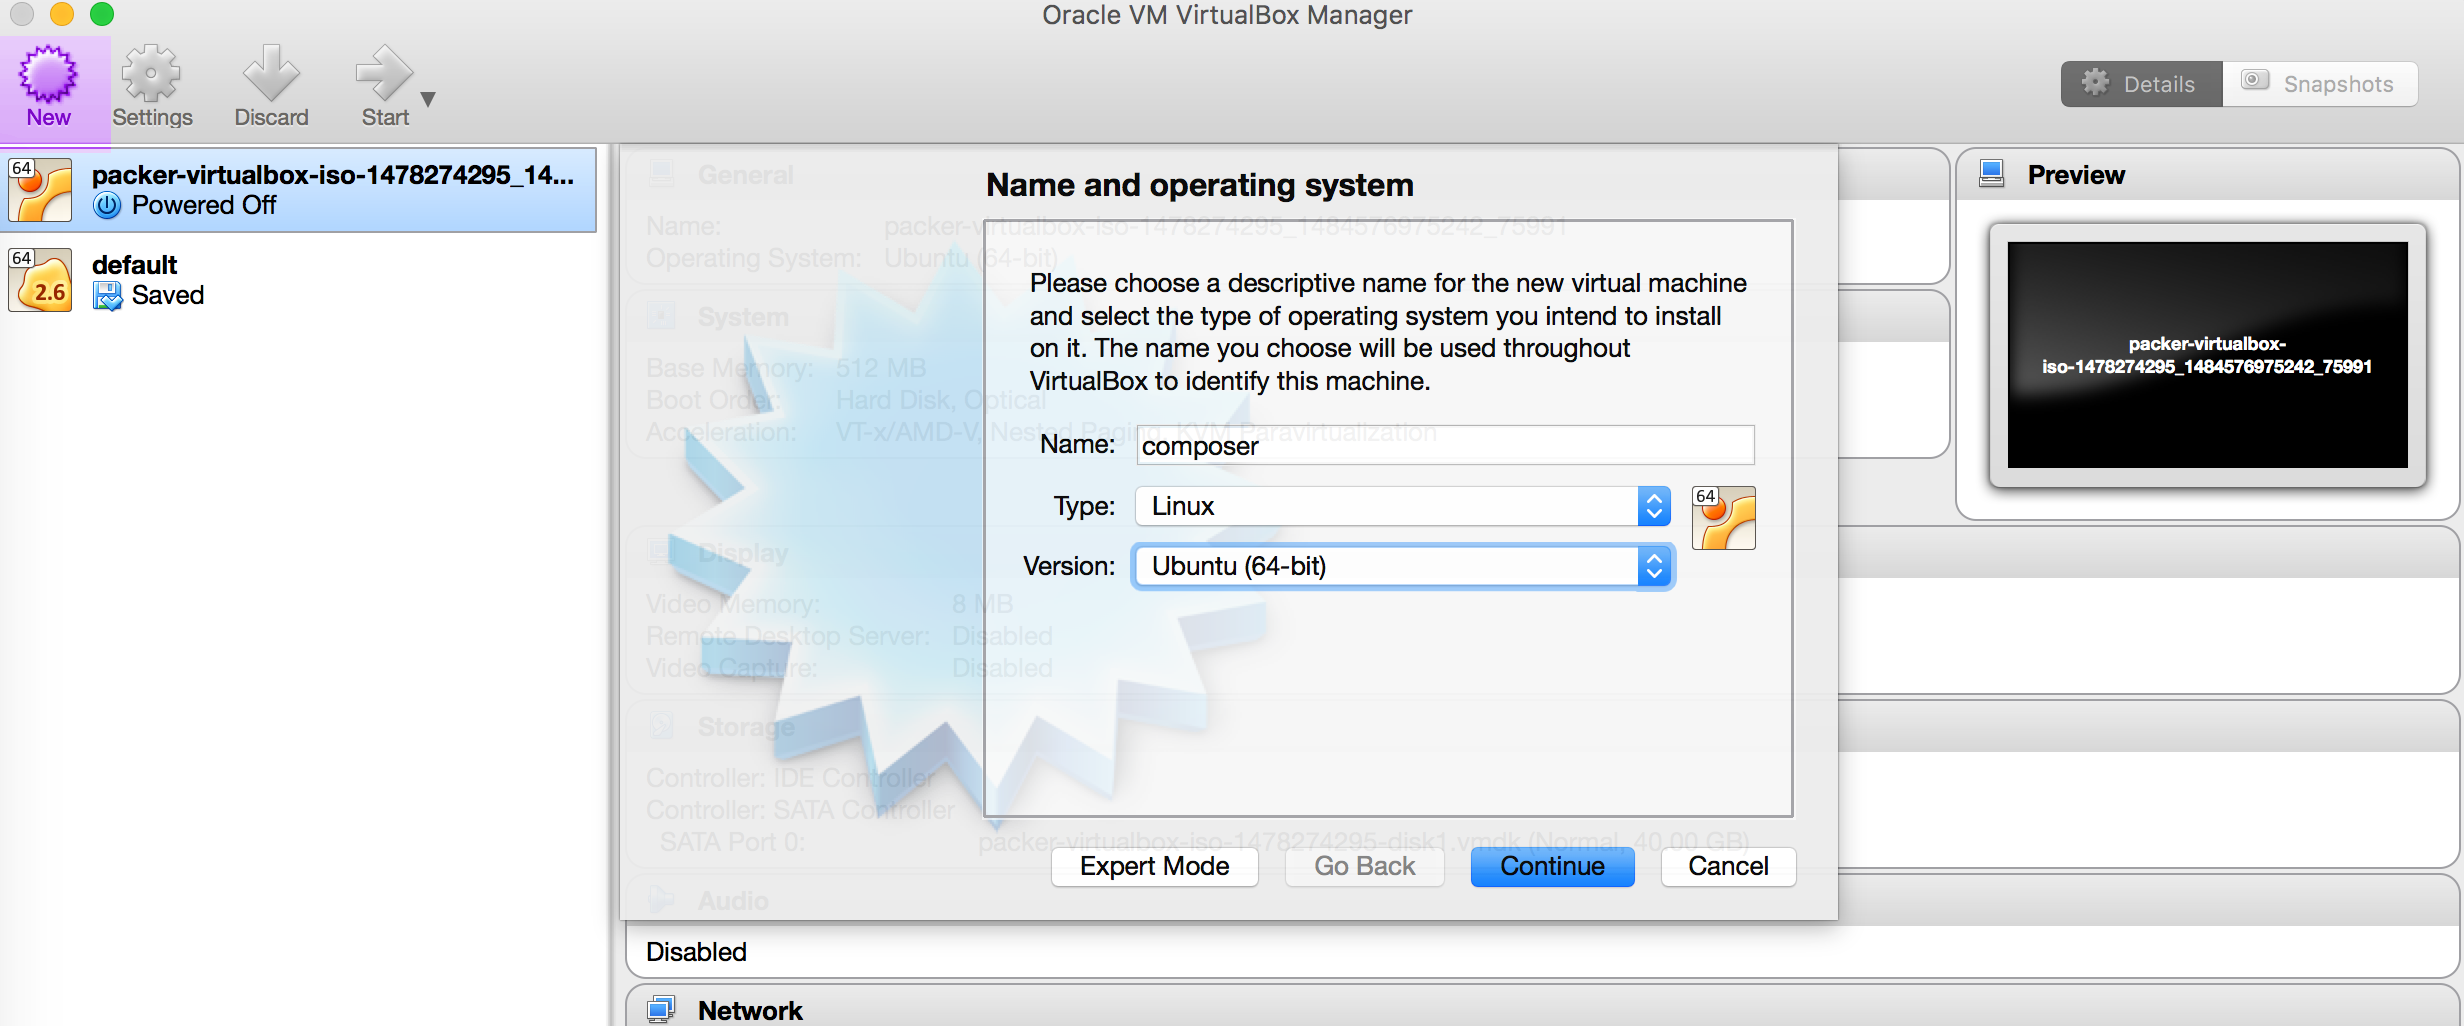 Oracle VM VirtualBox Manager
New
Settings
Discard
Start
Details
Snapshots
64
packer-virtualbox-iso-1478274295_14...
Powered Off
64
2.6
default
Saved
General
Name: packer-virtualbox-iso-1478274295_1484576975242_75991
Operating System: Ubuntu (64-bit)
System
Base Memory: 512 MB
Boot Order: Hard Disk, Optical
Acceleration: VT-x/AMD-V, Nested Paging, KVM Paravirtualization
Display
Video Memory: 8 MB
Remote Desktop Server: Disabled
Video Capture: Disabled
Storage
Controller: IDE Controller
Controller: SATA Controller
SATA Port 0: packer-virtualbox-iso-1478274295-disk1.vmdk (Normal, 40.00 GB)
Audio
Disabled
Network
Name and operating system
Please choose a descriptive name for the new virtual machine
and select the type of operating system you intend to install
on it. The name you choose will be used throughout
VirtualBox to identify this machine.
Name: composer
Type: Linux
64
Version: Ubuntu (64-bit)
Expert Mode
Go Back
Continue
Cancel
Preview
packer-virtualbox-
iso-1478274295_1484576975242_75991